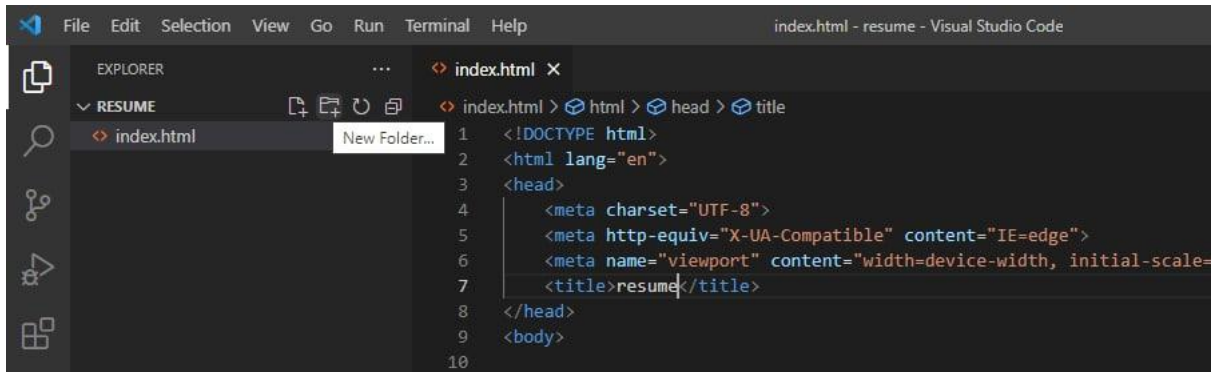 File Edit Selection View Go Run Terminal Help index.html - resume - Visual Studio Code
EXPLORER ... index.html
RESUME index.html > html > head > title
index.html New Folder...
1 <!DOCTYPE html>
2 <html lang="en">
3 <head>
4 <meta charset="UTF-8">
5 <meta http-equiv="X-UA-Compatible" content="IE=edge">
6 <meta name="viewport" content="width=device-width, initial-scale=
7 <title>resume</title>
8 </head>
9 <body>
10